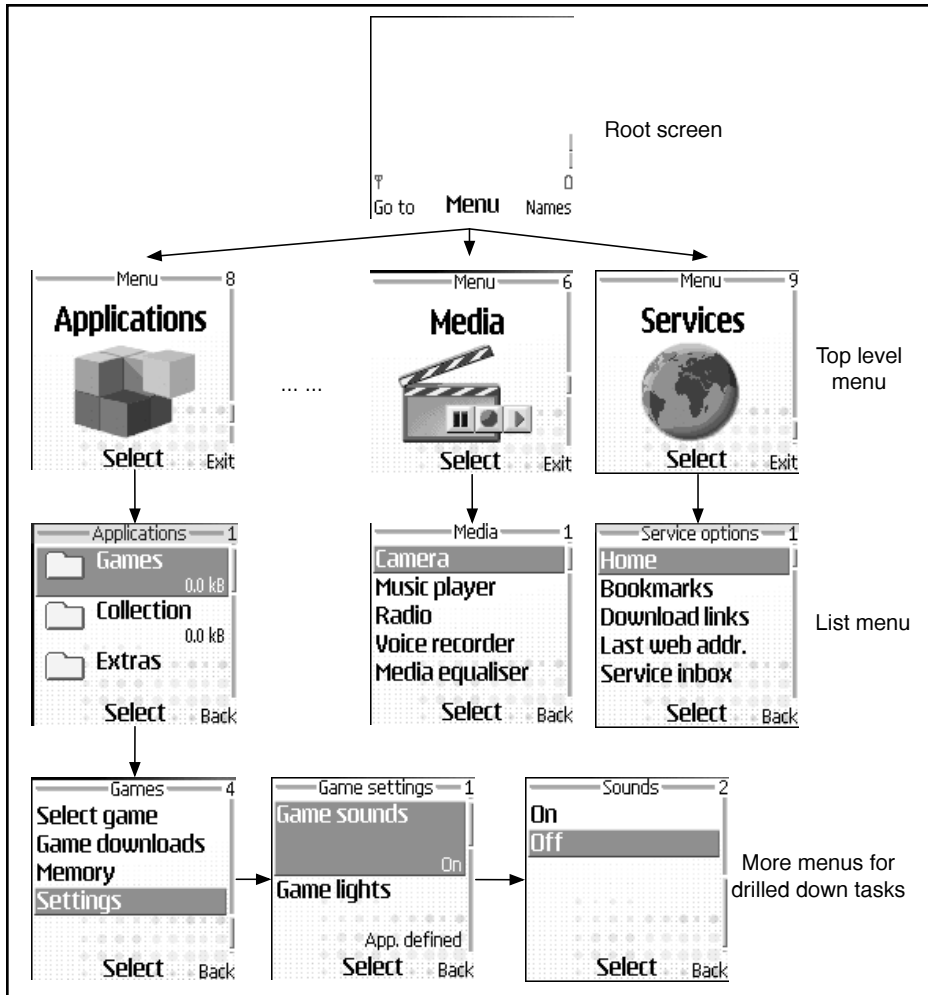 Root screen
Go to Menu Names
Menu 8
Applications
Select Exit
... ...
Menu 6
Media
Select Exit
Menu 9
Services
Select Exit
Top level
menu
Applications 1
Games
0.0 kB
Collection
0.0 kB
Extras
Select Back
Media 1
Camera
Music player
Radio
Voice recorder
Media equaliser
Select Back
Service options 1
Home
Bookmarks
Download links
Last web addr.
Service inbox
Select Back
List menu
Games 4
Select game
Game downloads
Memory
Settings
Select Back
Game settings 1
Game sounds
On
Game lights
App. defined
Select Back
Sounds 2
On
Off
Select Back
More menus for
drilled down tasks